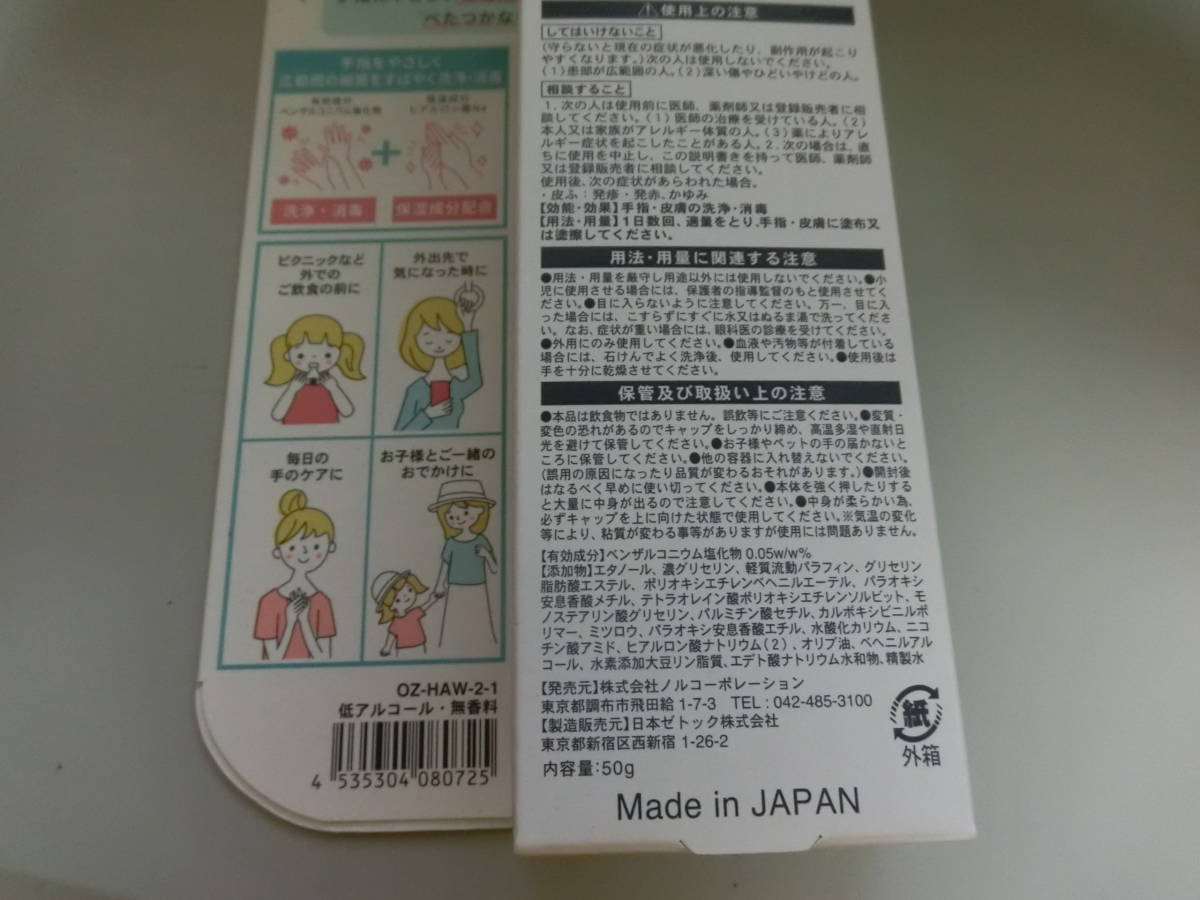 べたつかな
手指をやさしく
広範囲の細菌をすばやく洗浄・消毒
有効成分
ベンザルコニウム塩化物
保湿成分
洗浄・消毒
保湿成分配合
ピクニックなど
外での
ご飲食の前に
外出先で
気になった時に
毎日の
手のケアに
お子様とご一緒の
おでかけに
OZ-HAW-2-1
低アルコール・無香料
4 535304 080725
⚠使用上の注意
してはいけないこと
(守らないと現在の症状が悪化したり、副作用が起こり
やすくなります。)次の人は使用しないでください。
(1)患部が広範囲の人。(2)深い傷やひどいやけどの人。
相談すること
1.次の人は使用前に医師、薬剤師又は登録販売者に相
談してください。(1)医師の治療を受けている人。(2)
本人又は家族がアレルギー体質の人。(3)薬によりアレ
ルギー症状を起こしたことがある人。2.次の場合は、直
ちに使用を中止し、この説明書きを持って医師、薬剤師
又は登録販売者に相談してください。
使用後、次の症状があらわれた場合。
・皮ふ:発疹・発赤、かゆみ
【効能・効果】手指・皮膚の洗浄・消毒
【用法・用量】1日数回、適量をとり、手指・皮膚に塗布又
は塗擦してください。
用法・用量に関連する注意
●用法・用量を厳守し用途以外には使用しないでください。●小
児に使用させる場合には、保護者の指導監督のもと使用させてく
ださい。●目に入らないように注意してください。万一、目に入
った場合には、こすらずにすぐに水又はぬるま湯で洗ってくださ
い。なお、症状が重い場合には、眼科医の診療を受けてください。
●外用にのみ使用してください。●血液や汚物等が付着している
場合には、石けんでよく洗浄後、使用してください。●使用後は
手を十分に乾燥させてください。
保管及び取扱い上の注意
●本品は飲食物ではありません。誤飲等にご注意ください。●変質・
変色の恐れがあるのでキャップをしっかり締め、高温多湿や直射日
光を避けて保管してください。●お子様やペットの手の届かないと
ころに保管してください。●他の容器に入れ替えないでください。
(誤用の原因になったり品質が変わるおそれがあります。)●開封後
はなるべく早めに使い切ってください。●本体を強く押したりする
と大量に中身が出るので注意してください。●中身が柔らかい為、
必ずキャップを上に向けた状態で使用してください。※気温の変化
等により、粘質が変わる事等がありますが使用には問題ありません。
【有効成分】ベンザルコニウム塩化物 0.05w/w%
【添加物】エタノール、濃グリセリン、軽質流動パラフィン、グリセリン
脂肪酸エステル、ポリオキシエチレンベヘニルエーテル、パラオキシ
安息香酸メチル、テトラオレイン酸ポリオキシエチレンソルビット、モ
ノステアリン酸グリセリン、パルミチン酸セチル、カルボキシビニルポ
リマー、ミツロウ、パラオキシ安息香酸エチル、水酸化カリウム、ニコ
チン酸アミド、ヒアルロン酸ナトリウム(2)、オリブ油、ベヘニルアル
コール、水素添加大豆リン脂質、エデト酸ナトリウム水和物、精製水
【発売元】株式会社ノルコーポレーション
東京都調布市飛田給 1-7-3 TEL:042-485-3100
【製造販売元】日本ゼトック株式会社
東京都新宿区西新宿 1-26-2
紙
外箱
内容量:50g
Made in JAPAN